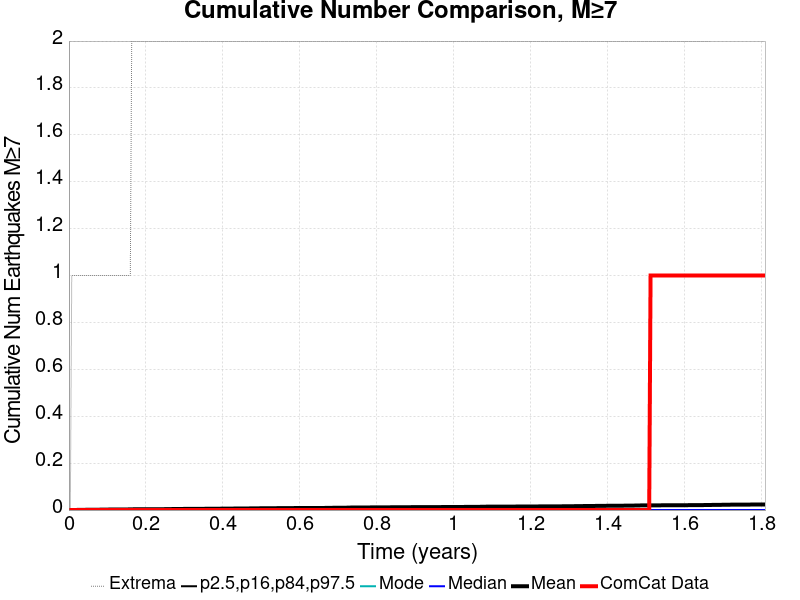 Cumulative Number Comparison, M≥7
Cumulative Num Earthquakes M≥7
2
1.8
1.6
1.4
1.2
1
0.8
0.6
0.4
0.2
0
0 0.2 0.4 0.6 0.8 1 1.2 1.4 1.6 1.8
Time (years)
Extrema p2.5,p16,p84,p97.5 Mode Median Mean ComCat Data